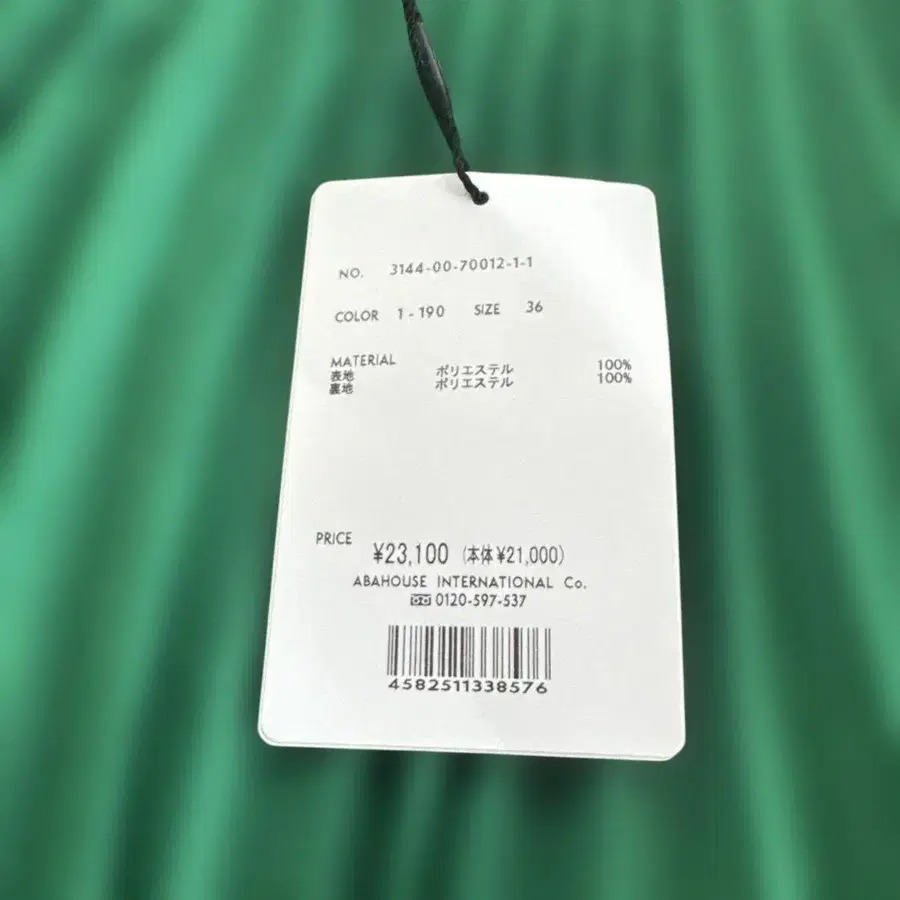 NO. 3144-00-70012-1-1
COLOR 1-190 SIZE 36
MATERIAL
表地 ポリエステル 100%
裏地 ポリエステル 100%
PRICE
¥23,100 (本体¥21,000)
ABAHOUSE INTERNATIONAL Co.
0120-597-537
4582511338576